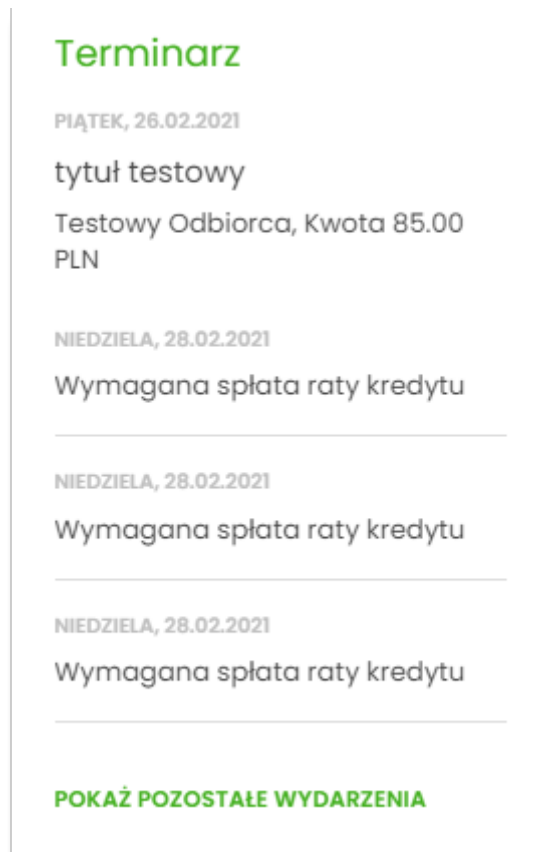 Terminarz
PIĄTEK, 26.02.2021
tytuł testowy
Testowy Odbiorca, Kwota 85.00
PLN
NIEDZIELA, 28.02.2021
Wymagana spłata raty kredytu
NIEDZIELA, 28.02.2021
Wymagana spłata raty kredytu
NIEDZIELA, 28.02.2021
Wymagana spłata raty kredytu
POKAŻ POZOSTAŁE WYDARZENIA